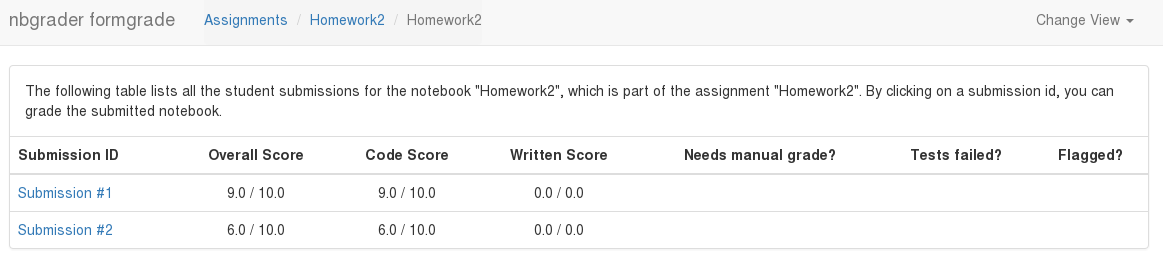 nbgrader formgrade Assignments / Homework2 / Homework2 Change View
The following table lists all the student submissions for the notebook "Homework2", which is part of the assignment "Homework2". By clicking on a submission id, you can
grade the submitted notebook.
Submission ID Overall Score Code Score Written Score Needs manual grade? Tests failed? Flagged?
Submission #1 9.0 / 10.0 9.0 / 10.0 0.0 / 0.0
Submission #2 6.0 / 10.0 6.0 / 10.0 0.0 / 0.0